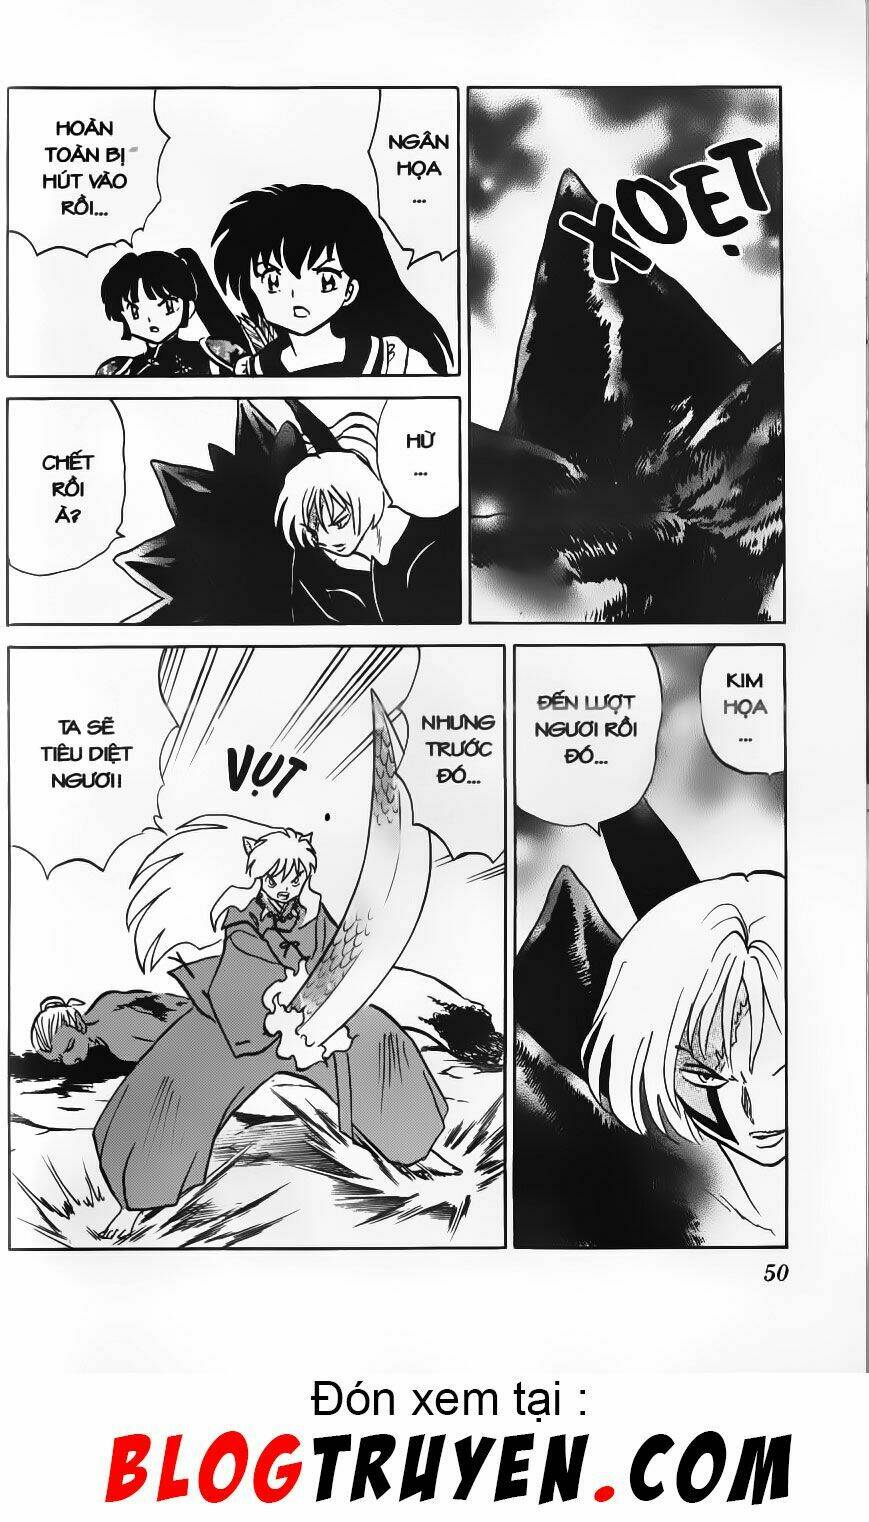 XOẸT
NGÂN
HỌA
...
HOÀN
TOÀN BỊ
HÚT VÀO
RỒI...
HỪ
...
CHẾT
RỒI
À?
KIM
HỌA
...
ĐẾN LƯỢT
NGƯƠI RỒI
ĐÓ...
NHƯNG
TRƯỚC
ĐÓ...
VỤT
TA SẼ
TIÊU DIỆT
NGƯƠI!
50
Đón xem tại :
BLOGTRUYEN.COM